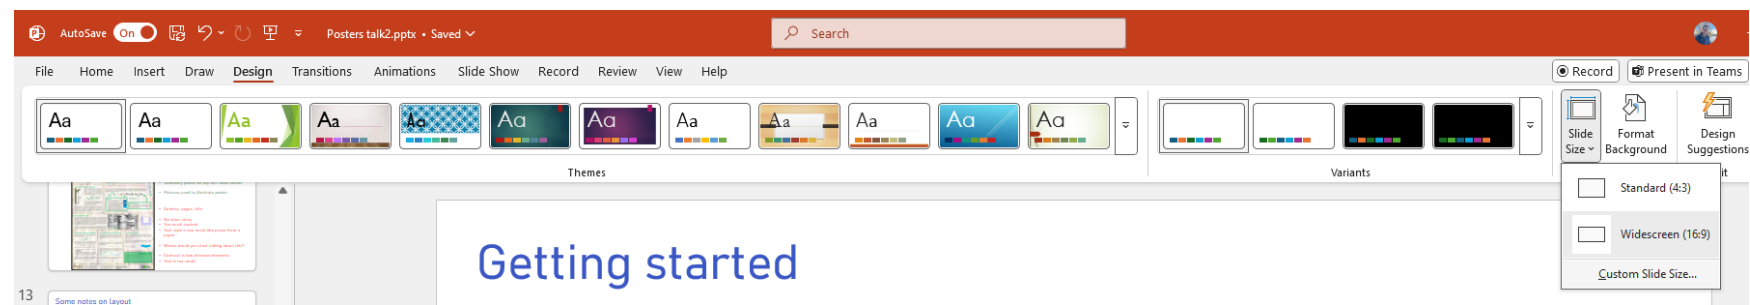 AutoSave On Posters talk2.pptx • Saved Search
File Home Insert Draw Design Transitions Animations Slide Show Record Review View Help Record Present in Teams
Aa Aa Aa Aa Aa Aa Aa Aa Aa Aa Aa Aa
Slide Size Format Background Design Suggestions
Themes Variants it
Standard (4:3)
Widescreen (16:9)
Custom Slide Size...
Getting started
13 Some notes on layout